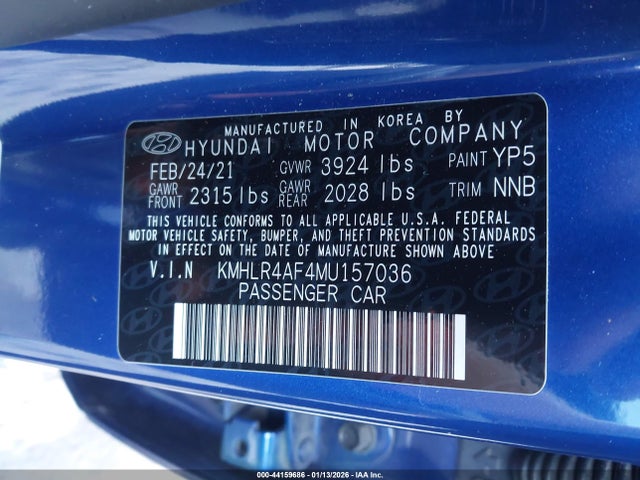 MANUFACTURED IN KOREA BY
HYUNDAI MOTOR COMPANY
FEB/24/21 GVWR 3924 lbs PAINT YP5
GAWR FRONT 2315 lbs GAWR REAR 2028 lbs TRIM NNB
THIS VEHICLE CONFORMS TO ALL APPLICABLE U.S.A. FEDERAL
MOTOR VEHICLE SAFETY, BUMPER, AND THEFT PREVENTION STANDARDS
IN EFFECT ON THE DATE OF MANUFACTURE SHOWN ABOVE.
V.I.N KMHLR4AF4MU157036
PASSENGER CAR
000-44159686 - 01/13/2026 - IAA Inc.